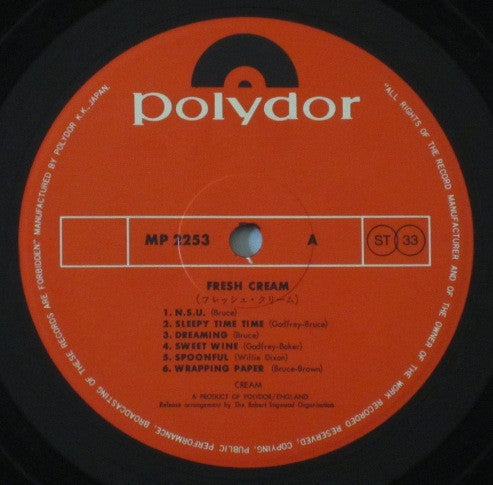 polydor
MP 2253
A
ST 33
FRESH CREAM
(フレッシュ・クリーム)
1. N.S.U. (Bruce)
2. SLEEPY TIME TIME (Godfrey-Bruce)
3. DREAMING (Bruce)
4. SWEET WINE (Godfrey-Baker)
5. SPOONFUL (Willie Dixon)
6. WRAPPING PAPER (Bruce-Brown)
CREAM
A PRODUCT OF POLYDOR/ENGLAND
Release arrangement by The Robert Stigwood Organisation
"ALL RIGHTS OF THE RECORD MANUFACTURER AND OF THE OWNER OF THE WORK RECORDED RESERVED, COPYING, PUBLIC PERFORMANCE, BROADCASTING OF THESE RECORDS ARE FORBIDDEN" MANUFACTURED BY POLYDOR K.K., JAPAN.